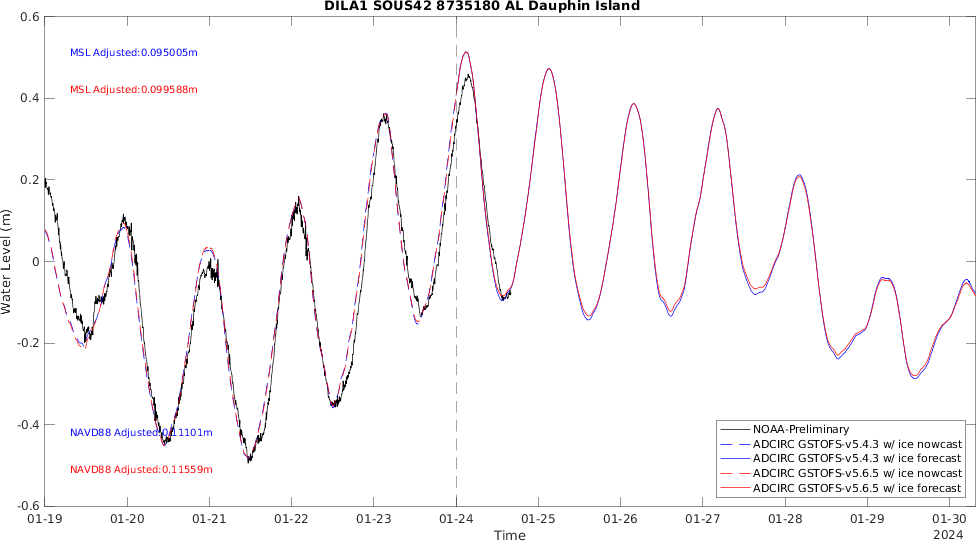 DILA1 SOUS42 8735180 AL Dauphin Island
0.6
0.4
0.2
0
-0.2
-0.4
-0.6
Water Level (m)
MSL Adjusted:0.095005m
MSL Adjusted:0.099588m
NAVD88 Adjusted:0.11101m
NAVD88 Adjusted:0.11559m
NOAA-Preliminary
ADCIRC GSTOFS-v5.4.3 w/ ice nowcast
ADCIRC GSTOFS-v5.4.3 w/ ice forecast
ADCIRC GSTOFS-v5.6.5 w/ ice nowcast
ADCIRC GSTOFS-v5.6.5 w/ ice forecast
01-19 01-20 01-21 01-22 01-23 01-24 01-25 01-26 01-27 01-28 01-29 01-30
Time
2024